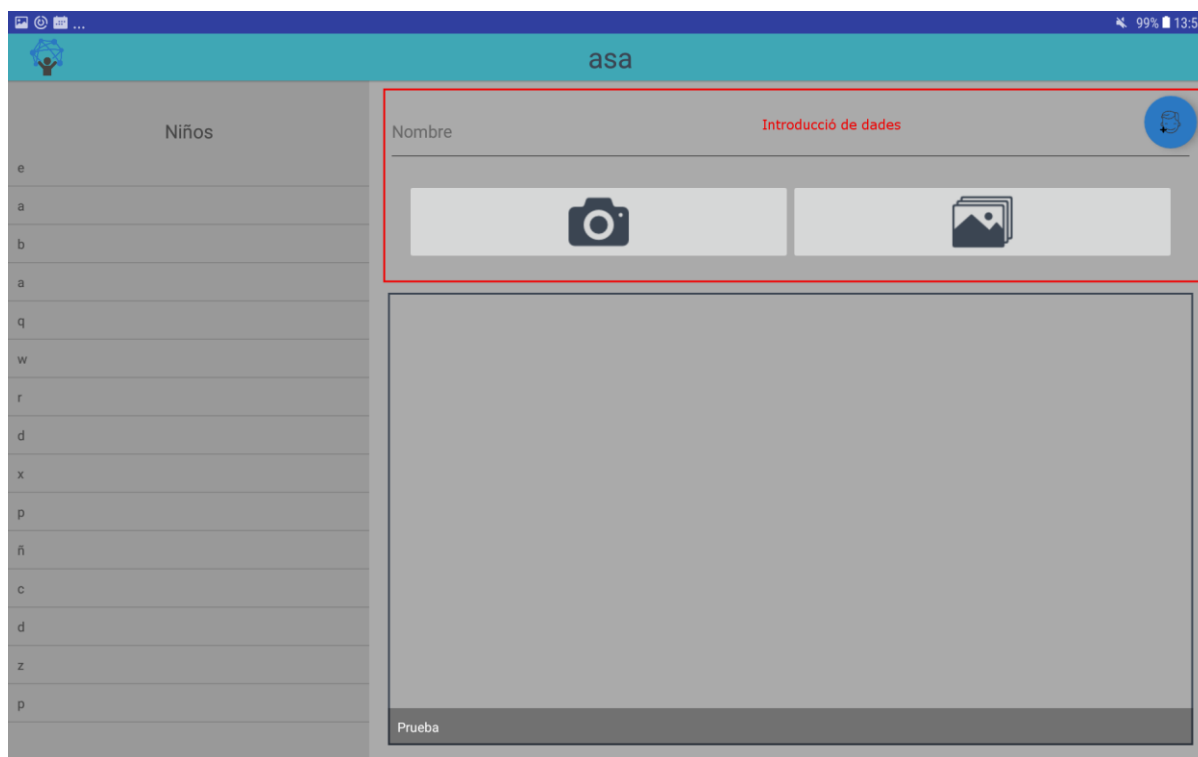 ... 99% 13:5
asa
Niños
e
a
b
a
q
w
r
d
x
p
ñ
c
d
z
p
Nombre
Introducció de dades
Prueba